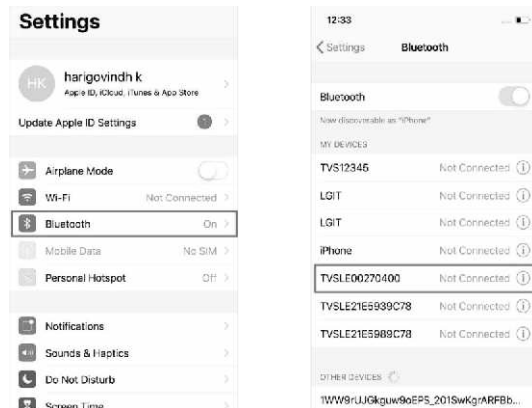 Settings
HK
harigovindh k
Apple ID, iCloud, iTunes & App Store
Update Apple ID Settings 1
Airplane Mode
Wi-Fi Not Connected
Bluetooth On
Mobile Data No SIM
Personal Hotspot Off
Notifications
Sounds & Haptics
Do Not Disturb
Screen Time
12:33
Settings Bluetooth
Bluetooth
Now discoverable as "iPhone"
MY DEVICES
TVS12345 Not Connected
LGIT Not Connected
LGIT Not Connected
iPhone Not Connected
TVSLE00270400 Not Connected
TVSLE21E5939C78 Not Connected
TVSLE21E5989C78 Not Connected
OTHER DEVICES
1WW9rUJGkguw9oEPS_201SwKgrARFBb...